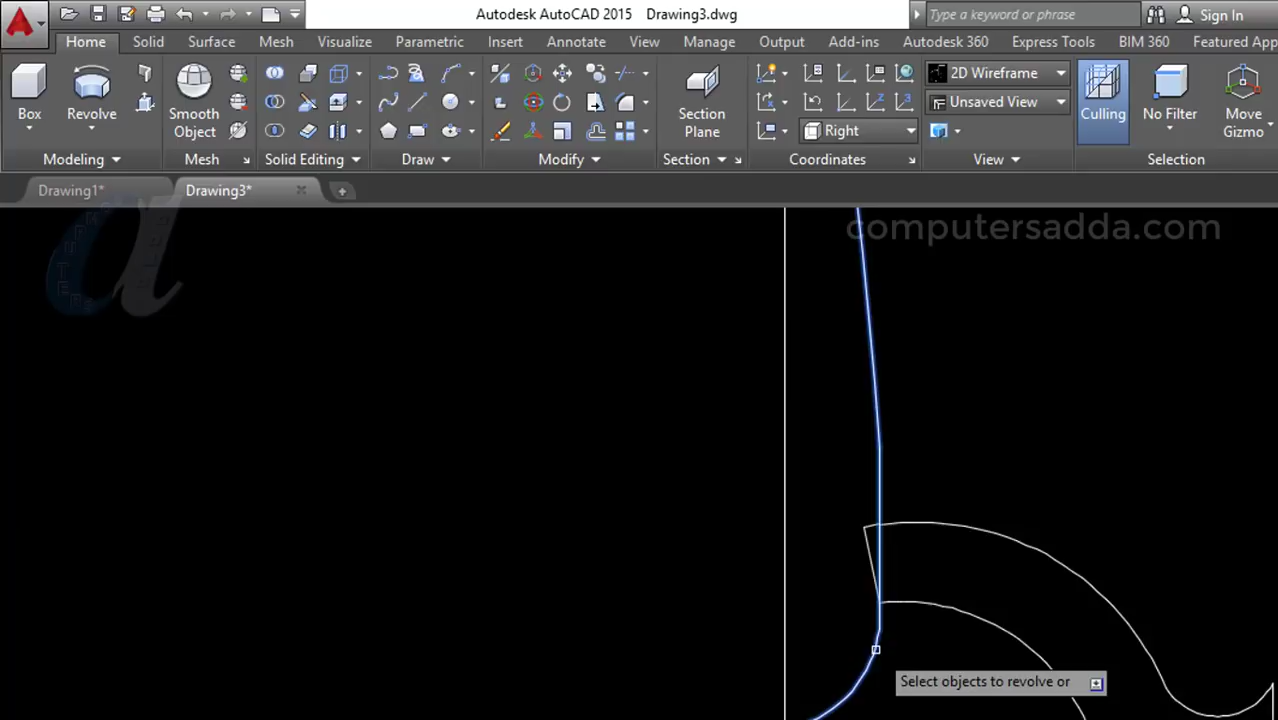 Autodesk AutoCAD 2015 Drawing3.dwg
Type a keyword or phrase
Sign In
Home Solid Surface Mesh Visualize Parametric Insert Annotate View Manage Output Add-ins Autodesk 360 Express Tools BIM 360 Featured App
Box
Revolve
Smooth
Object
Section
Plane
Right
2D Wireframe
Unsaved View
Culling
No Filter
Move
Gizmo
Modeling Mesh Solid Editing Draw Modify Section Coordinates View Selection
Drawing1* Drawing3*
computersadda.com
Select objects to revolve or